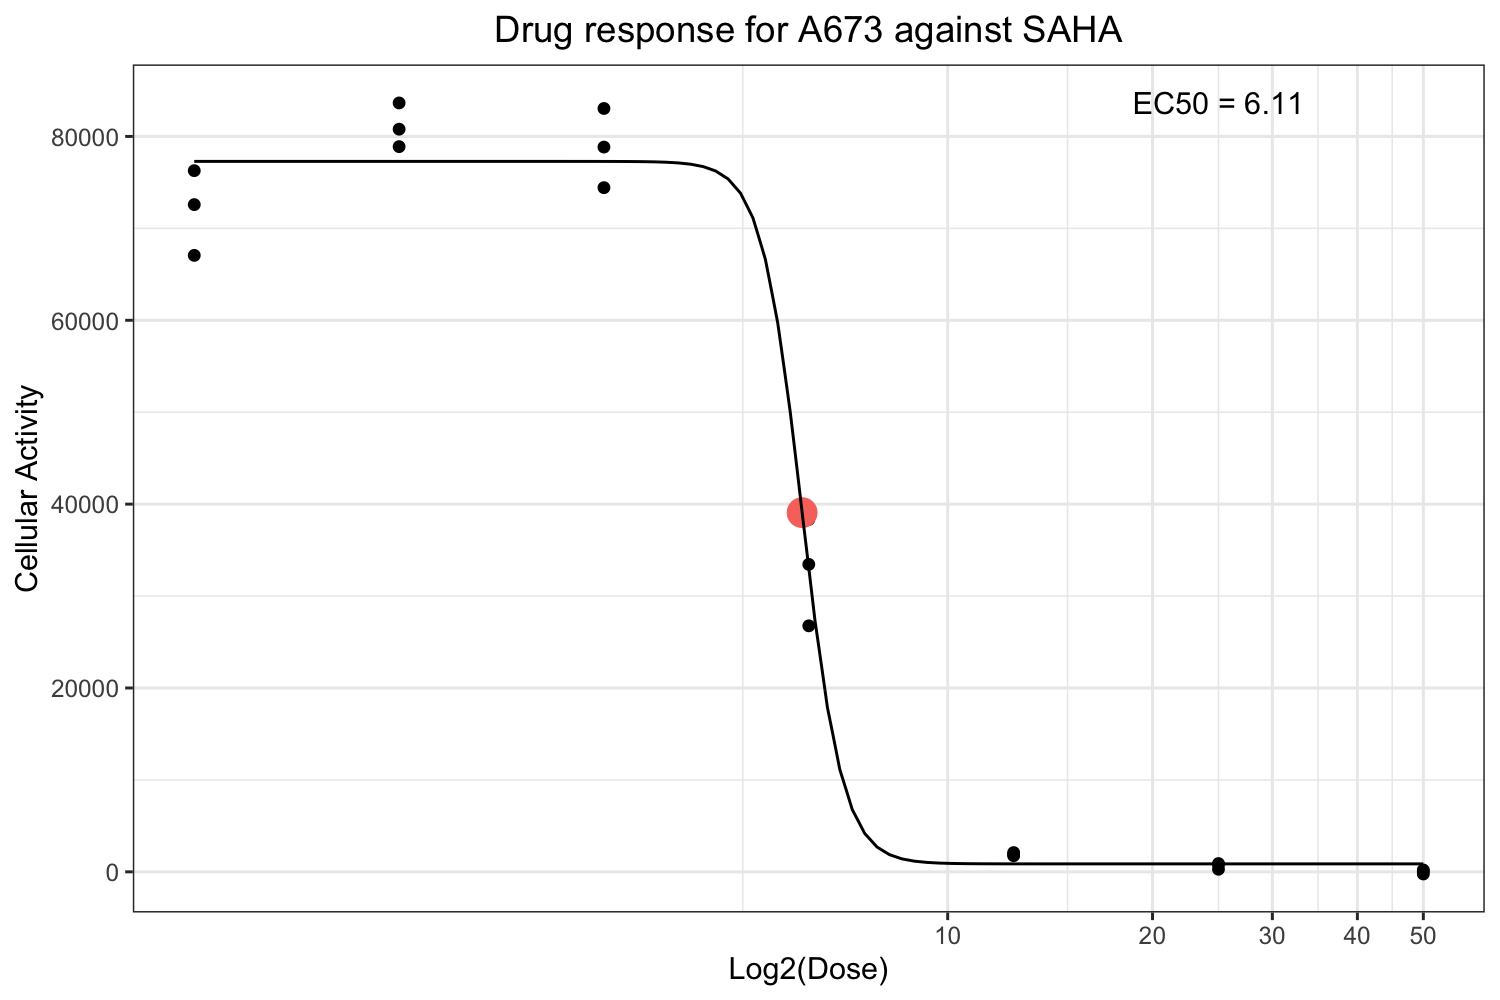 Drug response for A673 against SAHA
EC50 = 6.11
Cellular Activity
80000
60000
40000
20000
0
10 20 30 40 50
Log2(Dose)